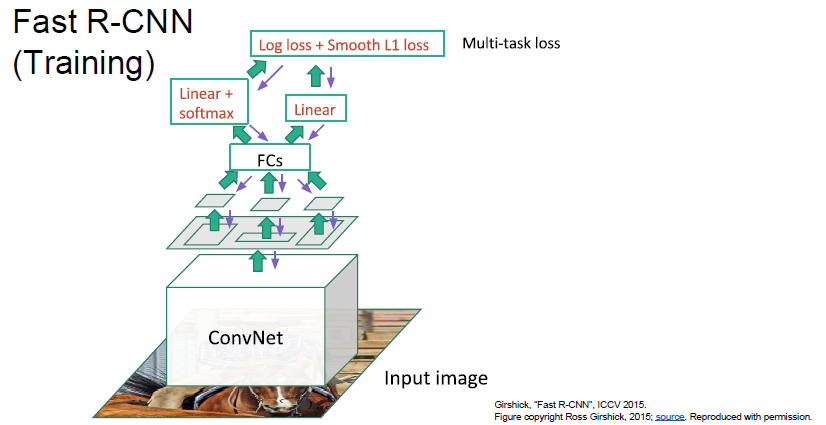 Fast R-CNN
(Training)
Log loss + Smooth L1 loss
Multi-task loss
Linear +
softmax
Linear
FCs
ConvNet
Input image
Girshick, "Fast R-CNN", ICCV 2015.
Figure copyright Ross Girshick, 2015; source. Reproduced with permission.